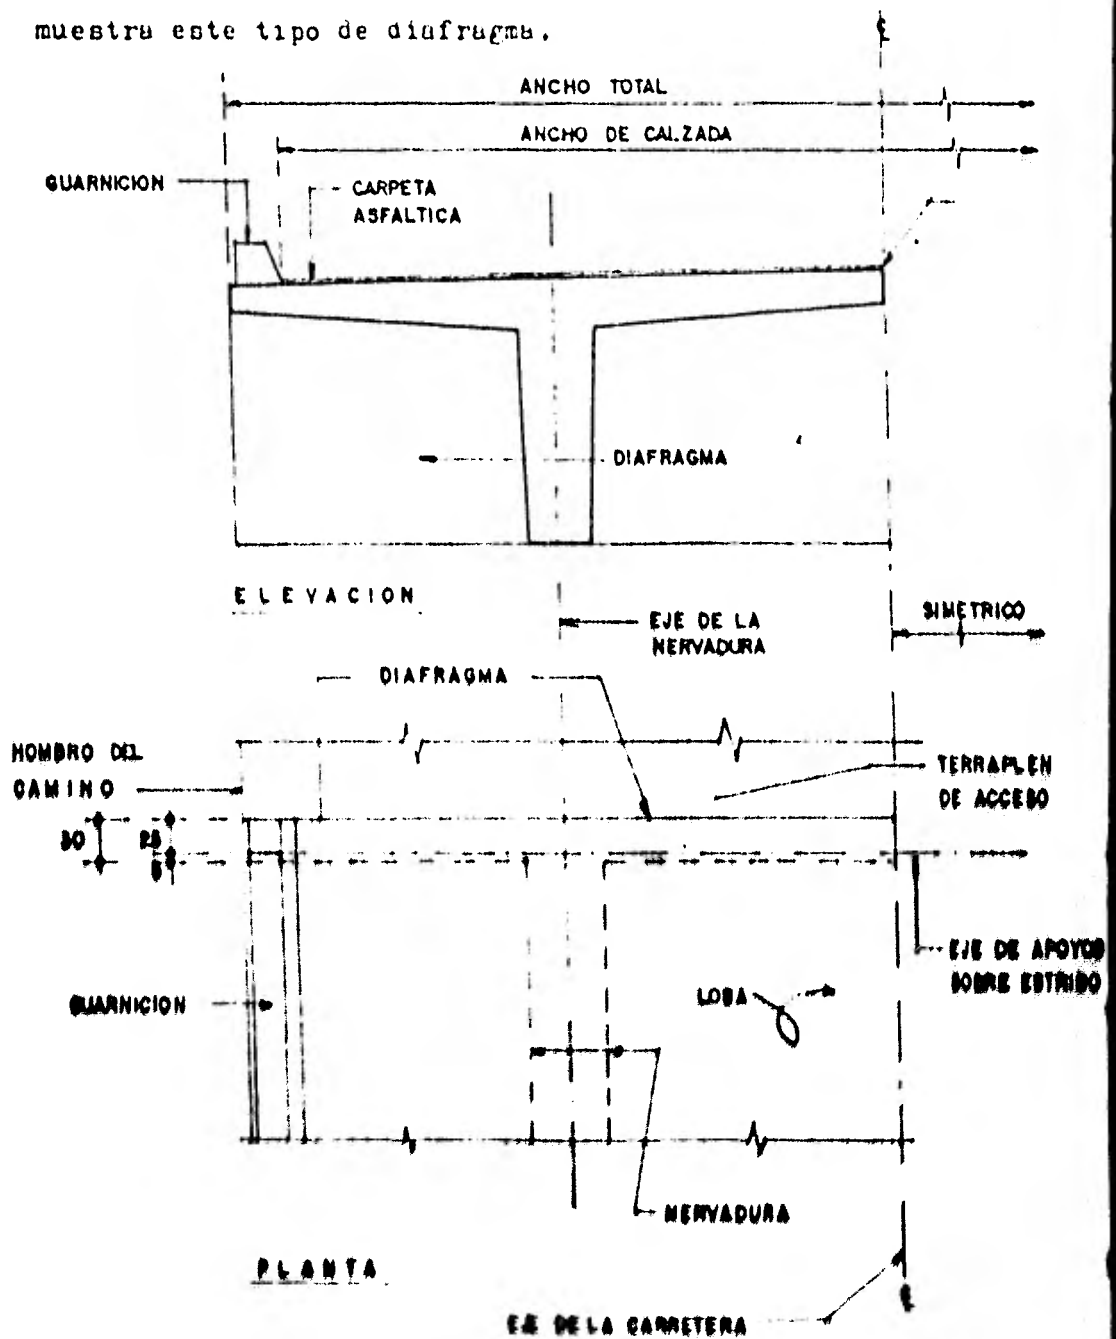 muestra este tipo de diafragma.
ANCHO TOTAL
ANCHO DE CALZADA
GUARNICION
CARPETA
ASFALTICA
DIAFRAGMA
ELEVACION
EJE DE LA
NERVADURA
SIMETRICO
DIAFRAGMA
HOMBRO DEL
CAMINO
TERRAPLEN
DE ACCESO
30
25
5
EJE DE APOYOS
SOBRE ESTRIBO
GUARNICION
LOSA
NERVADURA
PLANTA
EJE DE LA CARRETERA